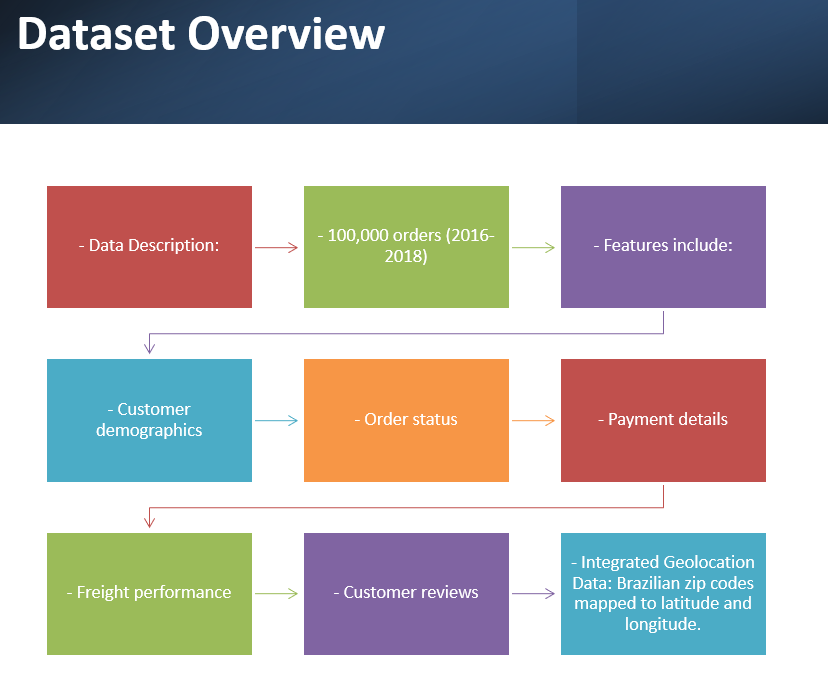 Dataset Overview
- Data Description:
- 100,000 orders (2016-
2018)
- Features include:
- Customer
demographics
- Order status
- Payment details
- Freight performance
- Customer reviews
- Integrated Geolocation
Data: Brazilian zip codes
mapped to latitude and
longitude.